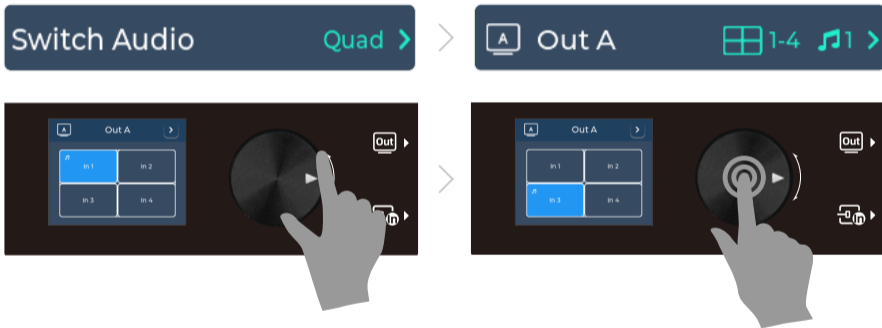 Switch Audio Quad
A Out A 1-4 1
A Out A
In 1 In 2
In 3 In 4
Out
in
A Out A
In 1 In 2
In 3 In 4
Out
in